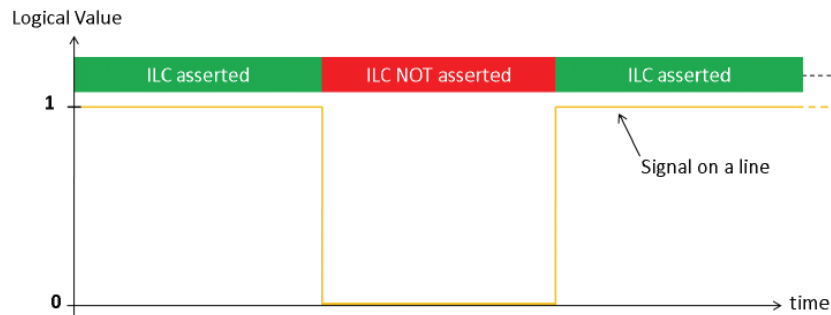 Logical Value
ILC asserted ILC NOT asserted ILC asserted
1
Signal on a line
0
time